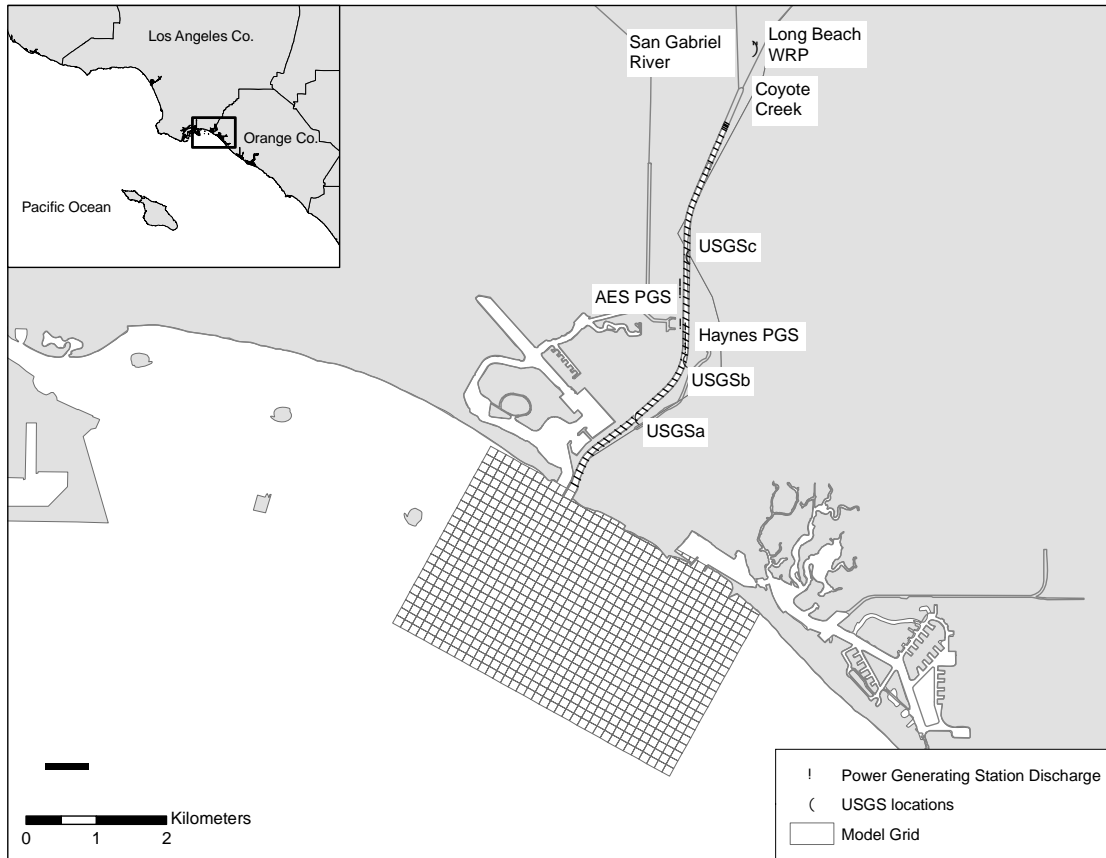 Los Angeles Co.
Orange Co.
Pacific Ocean
San Gabriel
River
Long Beach
WRP
Coyote
Creek
USGSc
AES PGS
Haynes PGS
USGSb
USGSa
! Power Generating Station Discharge
( USGS locations
Model Grid
Kilometers
0 1 2